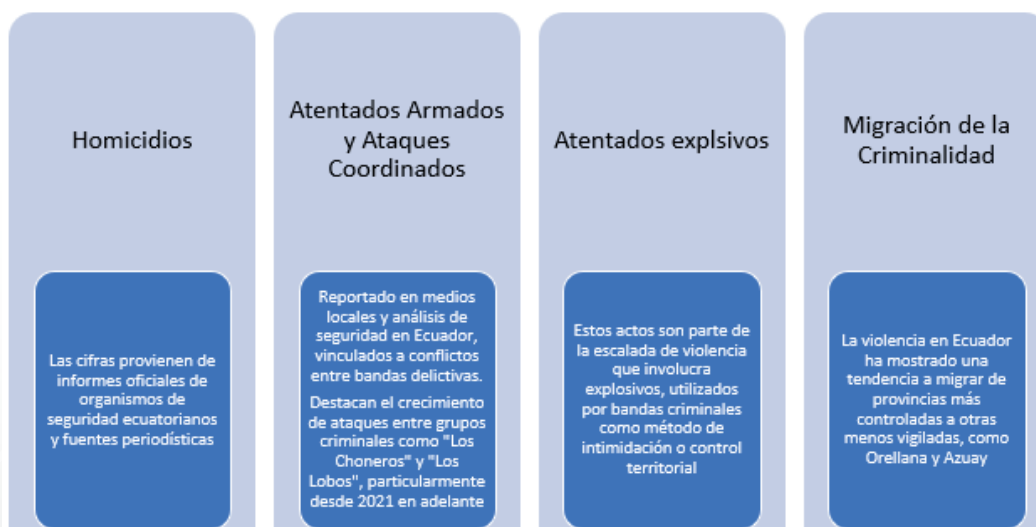 Homicidios
Las cifras provienen de
informes oficiales de
organismos de
seguridad ecuatorianos
y fuentes periodísticas
Atentados Armados
y Ataques
Coordinados
Reportado en medios
locales y análisis de
seguridad en Ecuador,
vinculados a conflictos
entre bandas delictivas.
Destacan el crecimiento
de ataques entre grupos
criminales como "Los
Choneros" y "Los
Lobos", particularmente
desde 2021 en adelante
Atentados explsivos
Estos actos son parte de
la escalada de violencia
que involucra
explosivos, utilizados
por bandas criminales
como método de
intimidación o control
territorial
Migración de la
Criminalidad
La violencia en Ecuador
ha mostrado una
tendencia a migrar de
provincias más
controladas a otras
menos vigiladas, como
Orellana y Azuay